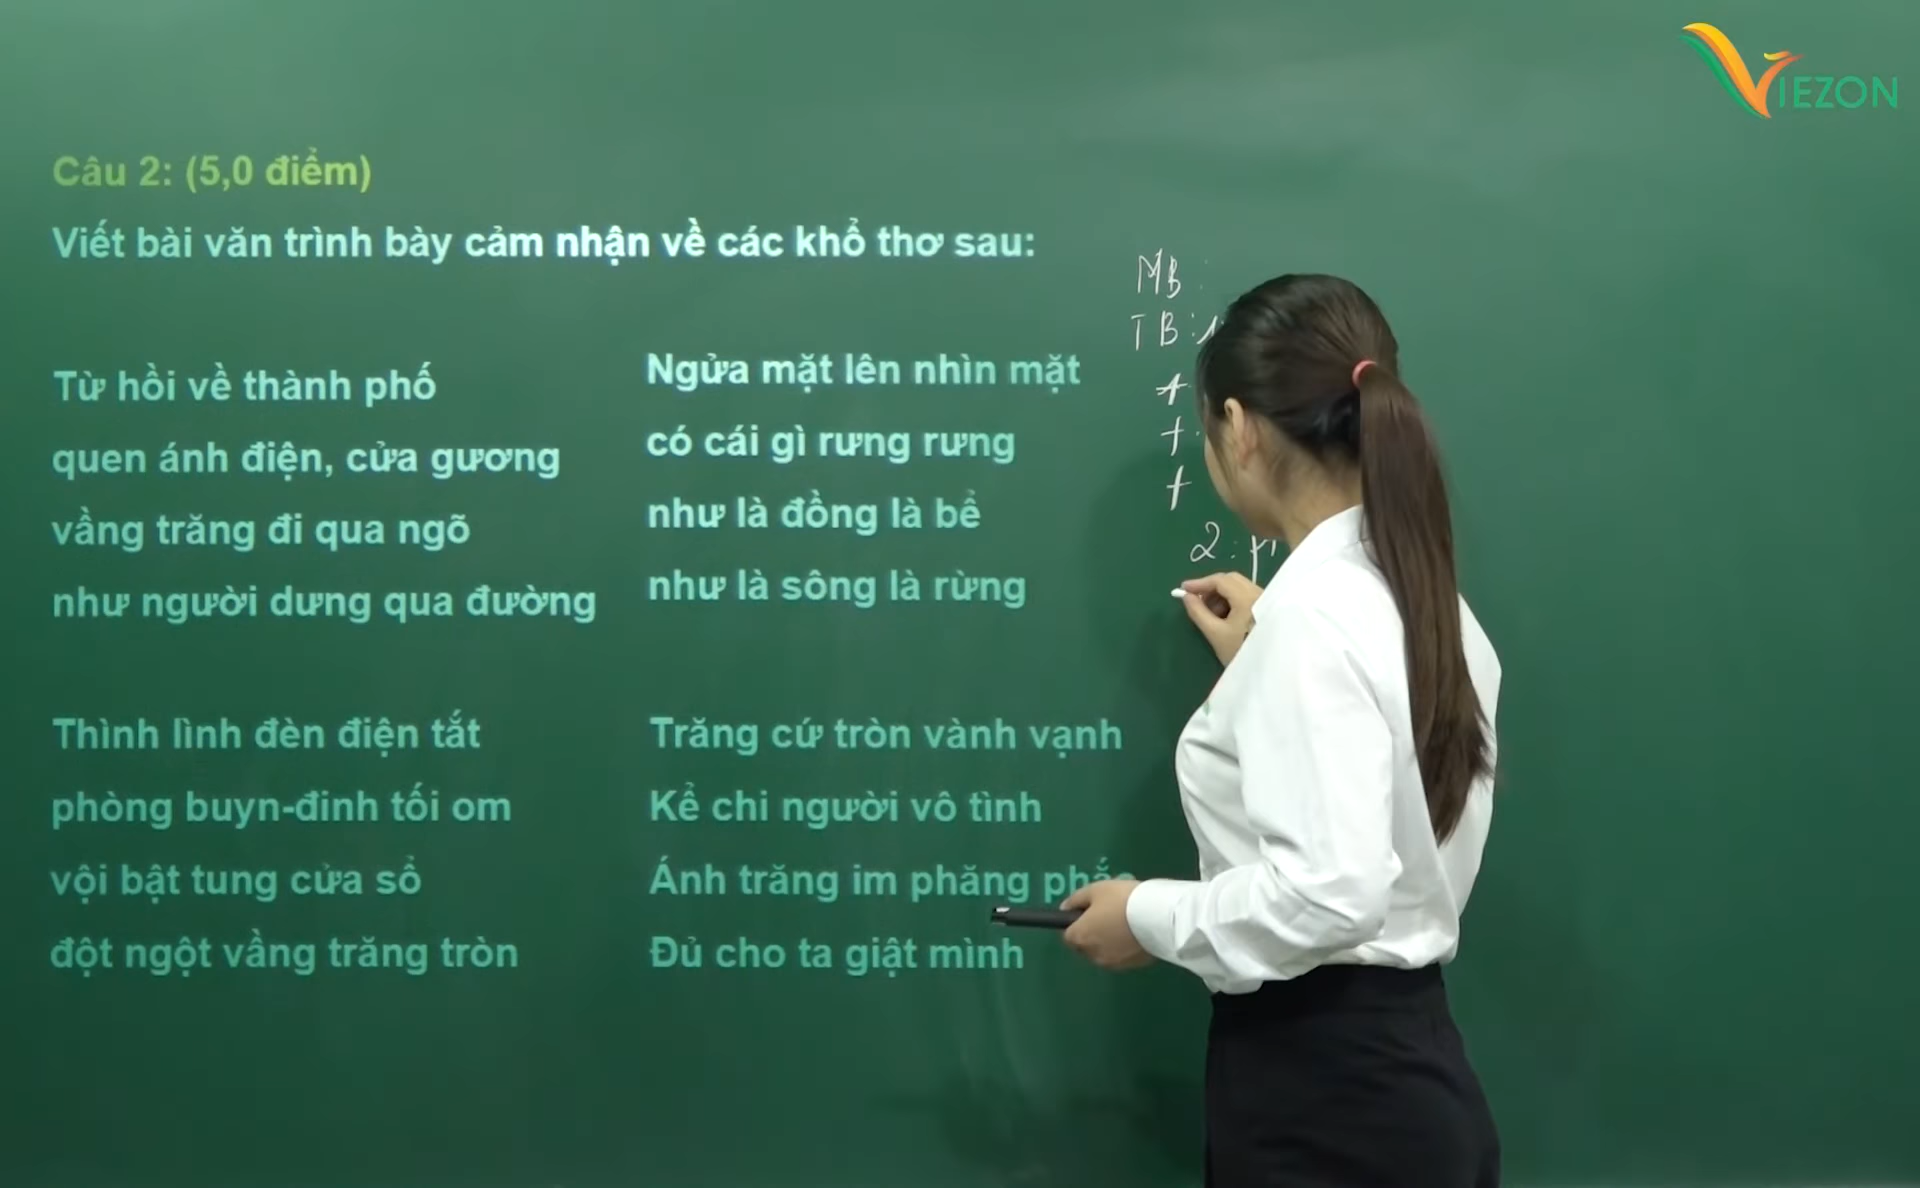 VIEZON
Câu 2: (5,0 điểm)
Viết bài văn trình bày cảm nhận về các khổ thơ sau:
Từ hồi về thành phố
quen ánh điện, cửa gương
vầng trăng đi qua ngõ
như người dưng qua đường
Thình lình đèn điện tắt
phòng buyn-đinh tối om
vội bật tung cửa sổ
đột ngột vầng trăng tròn
Ngửa mặt lên nhìn mặt
có cái gì rưng rưng
như là đồng là bể
như là sông là rừng
Trăng cứ tròn vành vạnh
Kể chi người vô tình
Ánh trăng im phăng
Đủ cho ta giật mình
MB:
TB: 1
+
+
+
2: